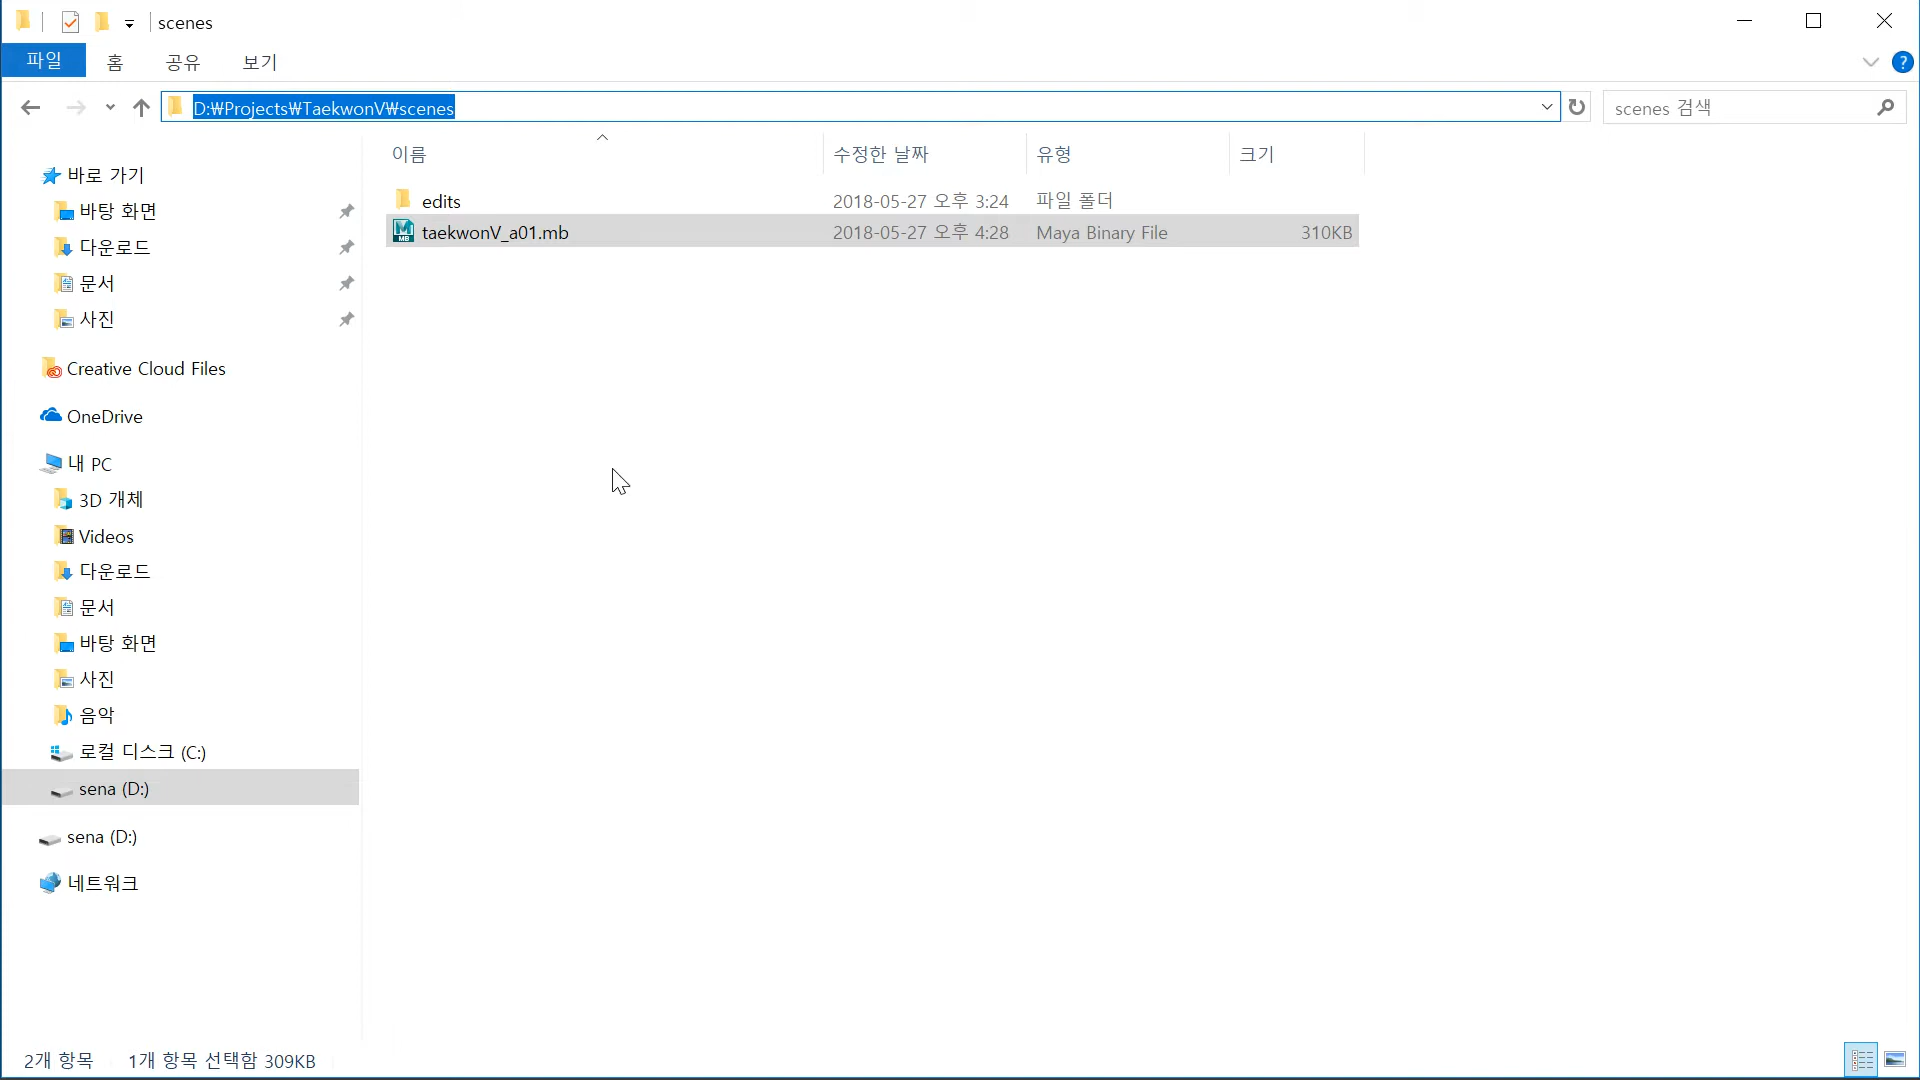 scenes
파일 홈 공유 보기
D:₩Projects₩TaekwonV₩scenes
scenes 검색
이름 수정한 날짜 유형 크기
edits 2018-05-27 오후 3:24 파일 폴더
taekwonV_a01.mb 2018-05-27 오후 4:28 Maya Binary File 310KB
바로 가기
바탕 화면
다운로드
문서
사진
Creative Cloud Files
OneDrive
내 PC
3D 개체
Videos
다운로드
문서
바탕 화면
사진
음악
로컬 디스크 (C:)
sena (D:)
sena (D:)
네트워크
2개 항목 1개 항목 선택함 309KB